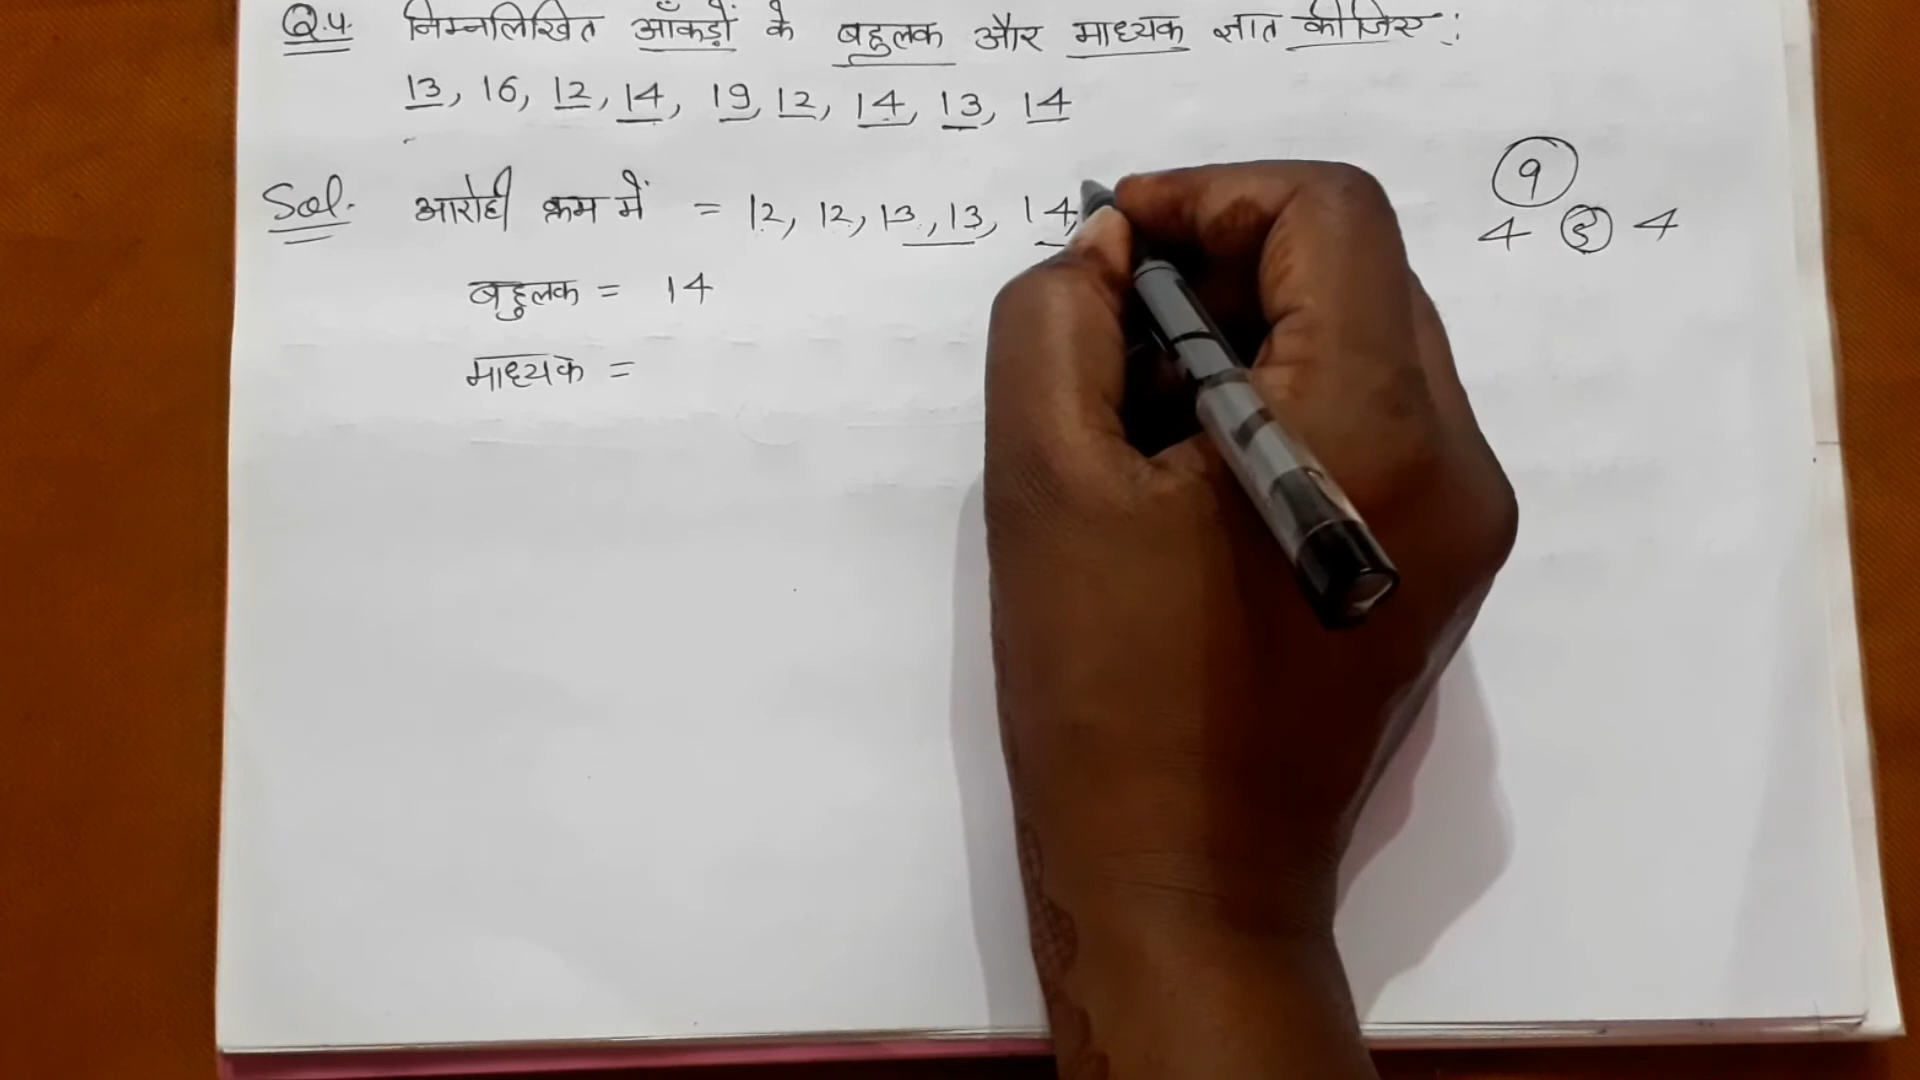 Q.4. निम्नलिखित आँकड़ों के बहुलक और माध्यक ज्ञात कीजिए :
13, 16, 12, 14, 19, 12, 14, 13, 14
Sol. आरोही क्रम में = 12, 12, 13, 13, 14,
9
4 4
बहुलक = 14
माध्यक =